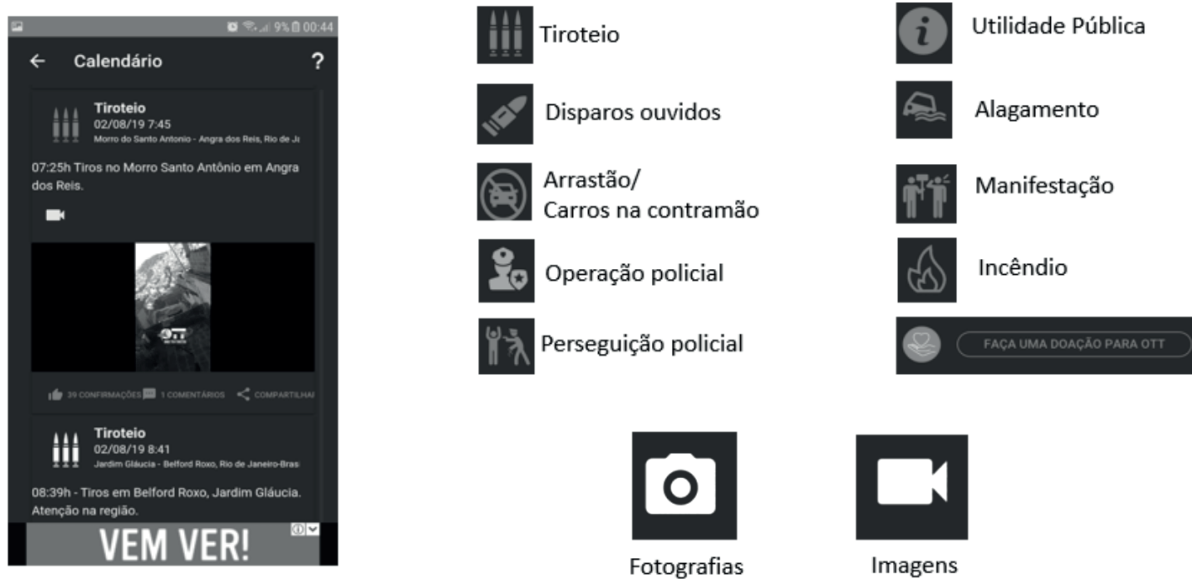 9% 00:44
Calendário ?
Tiroteio
02/08/19 7:45
Morro do Santo Antonio - Angra dos Reis, Rio de Ja
07:25h Tiros no Morro Santo Antônio em Angra
dos Reis.
OTT
39 CONFIRMAÇÕES 1 COMENTÁRIOS COMPARTILHAR
Tiroteio
02/08/19 8:41
Jardim Gláucia - Belford Roxo, Rio de Janeiro-Bras
08:39h - Tiros em Belford Roxo, Jardim Gláucia.
Atenção na região.
VEM VER!
Tiroteio
Disparos ouvidos
Arrastão/
Carros na contramão
Operação policial
Perseguição policial
Utilidade Pública
Alagamento
Manifestação
Incêndio
FAÇA UMA DOAÇÃO PARA OTT
Fotografias
Imagens